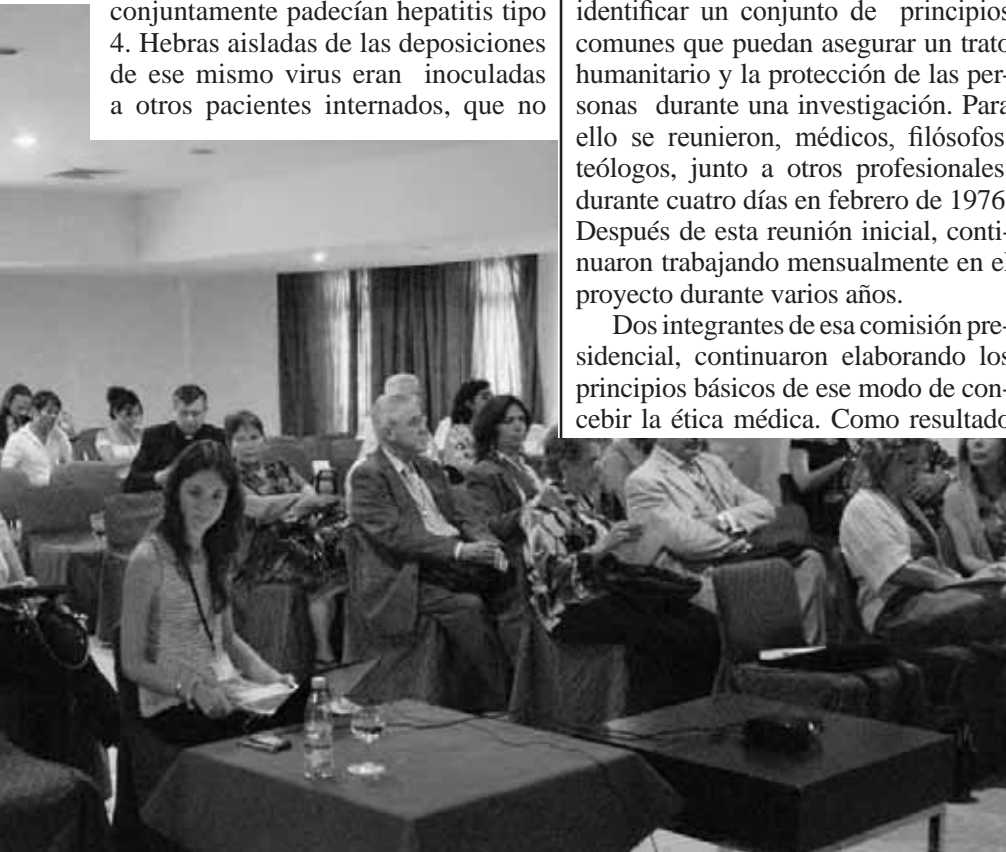 conjuntamente padecían hepatitis tipo
4. Hebras aisladas de las deposiciones
de ese mismo virus eran inoculadas
a otros pacientes internados, que no
identificar un conjunto de principios
comunes que puedan asegurar un trato
humanitario y la protección de las per-
sonas durante una investigación. Para
ello se reunieron, médicos, filósofos
teólogos, junto a otros profesionales
durante cuatro días en febrero de 1976
Después de esta reunión inicial, conti-
nuaron trabajando mensualmente en el
proyecto durante varios años.
Dos integrantes de esa comisión pre-
sidencial, continuaron elaborando los
principios básicos de ese modo de con-
cebir la ética médica. Como resultado